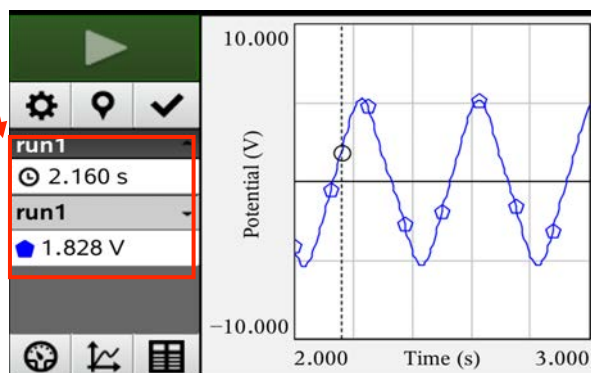 run1
2.160 s
run1
1.828 V
10.000
Potential (V)
−10.000
2.000 Time (s) 3.000